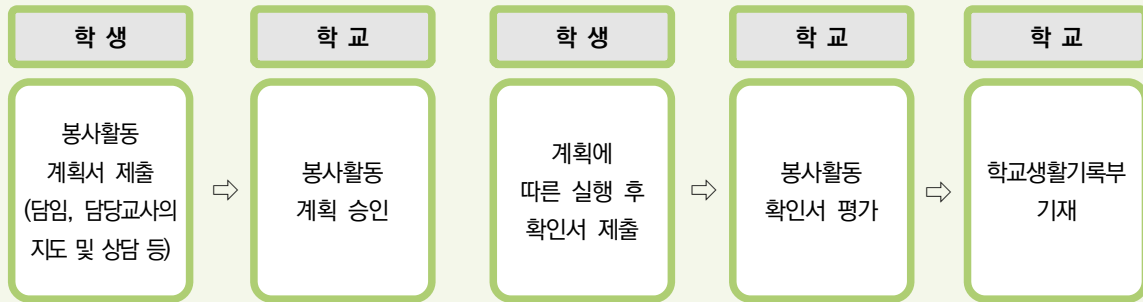 학 생
봉사활동
계획서 제출
(담임, 담당교사의
지도 및 상담 등)
⇨
학 교
봉사활동
계획 승인
학 생
계획에
따른 실행 후
확인서 제출
⇨
학 교
봉사활동
확인서 평가
⇨
학 교
학교생활기록부
기재